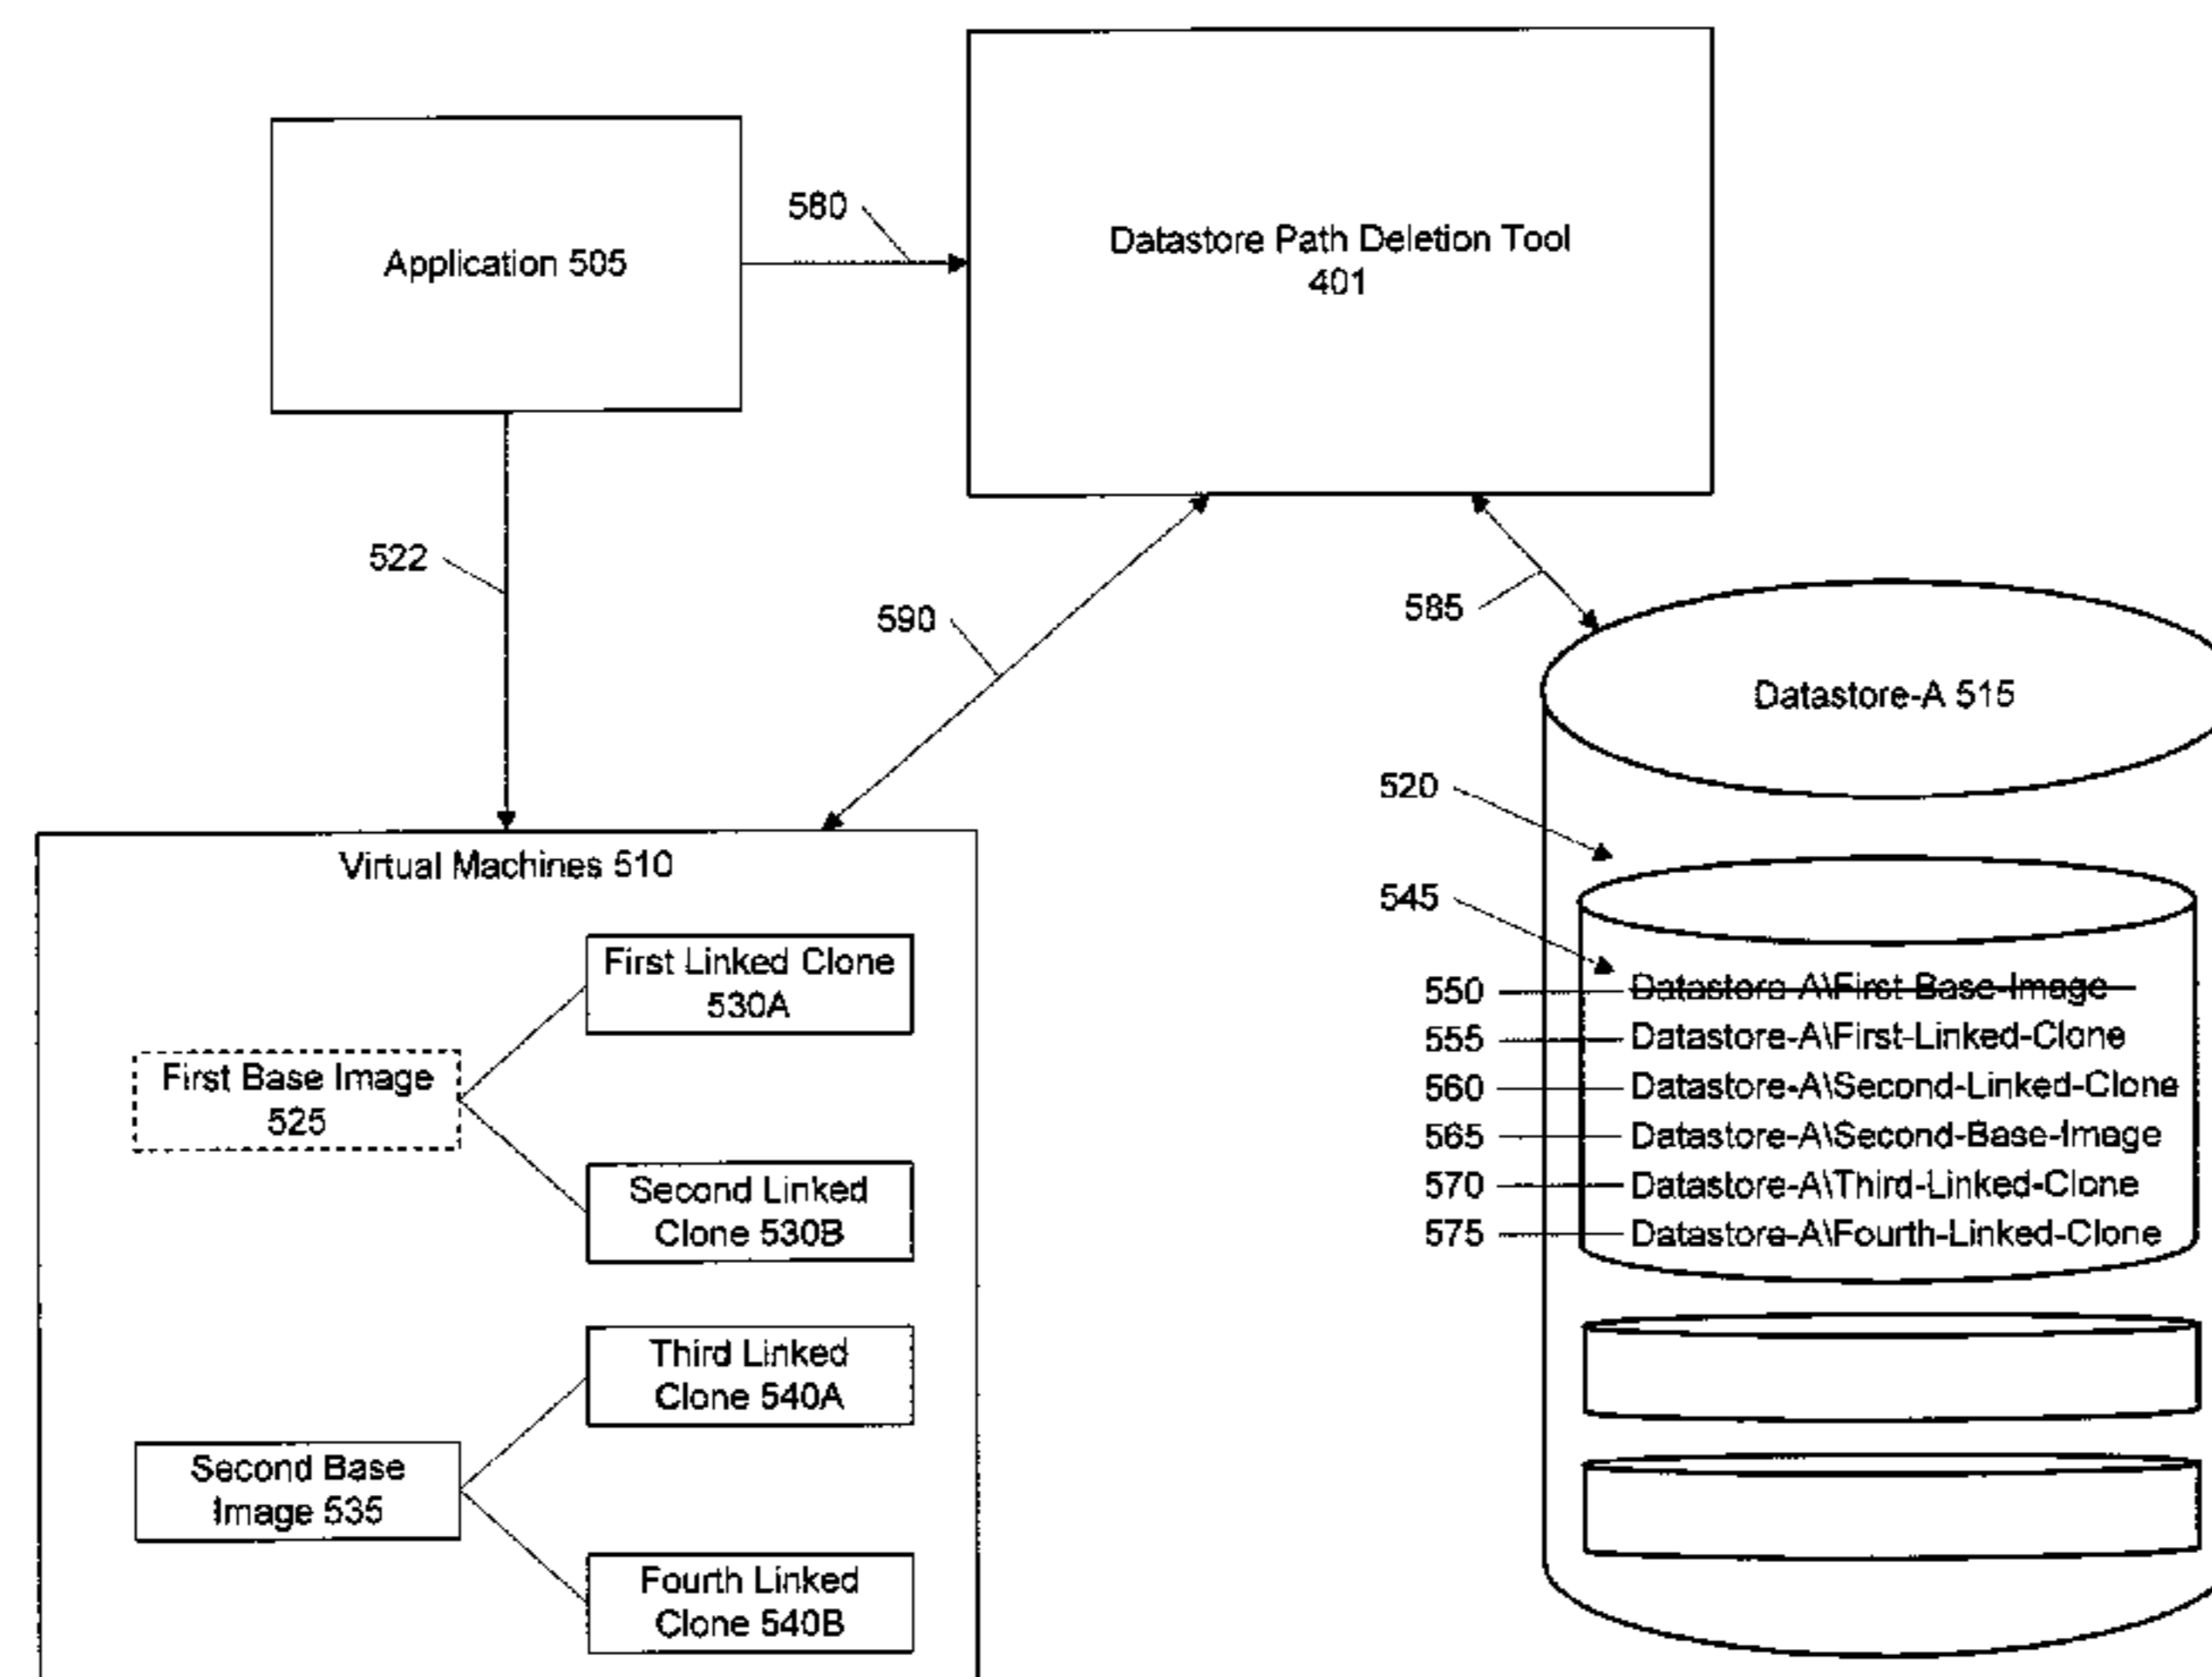 580
Application 505
Datastore Path Deletion Tool
401
522
590
585
Datastore-A 515
520
545
Virtual Machines 510
First Linked Clone
530A
First Base Image
525
Second Linked
Clone 530B
Third Linked
Clone 540A
Second Base
Image 535
Fourth Linked
Clone 540B
550 Datastore-A\First-Base-Image
555 Datastore-A\First-Linked-Clone
560 Datastore-A\Second-Linked-Clone
565 Datastore-A\Second-Base-Image
570 Datastore-A\Third-Linked-Clone
575 Datastore-A\Fourth-Linked-Clone